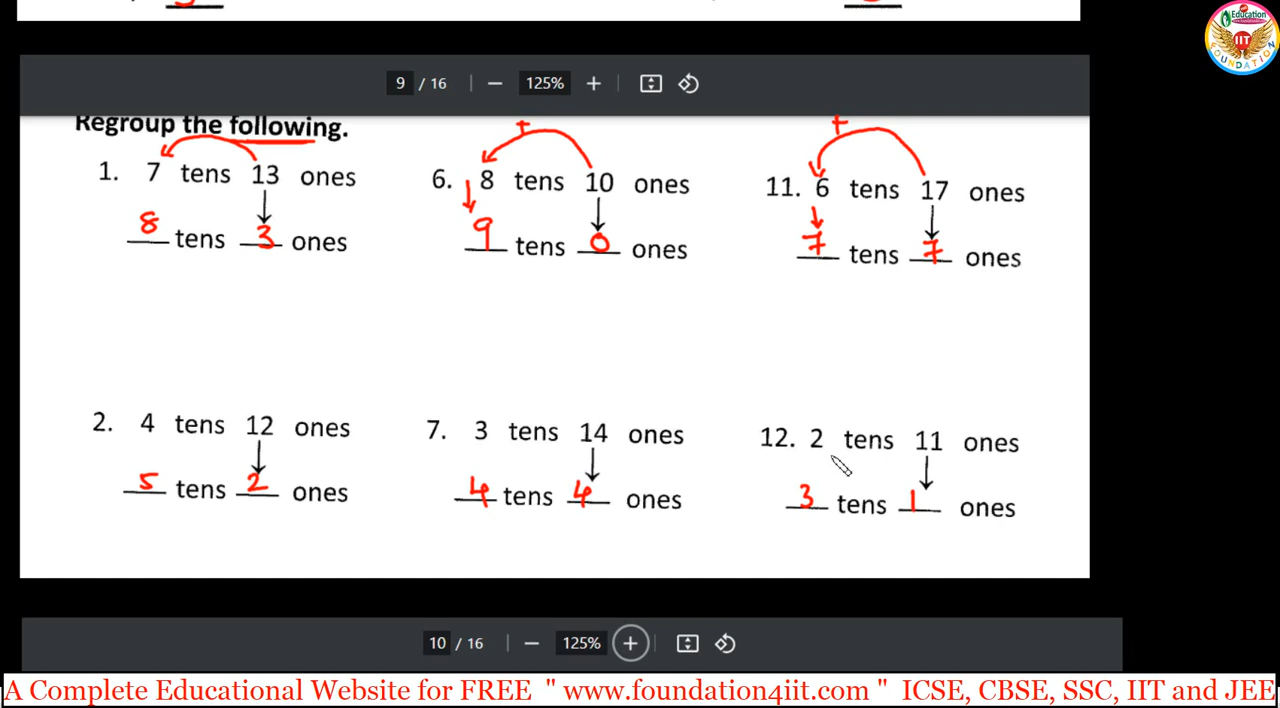 Education
IIT
FOUNDATION
9 / 16 125%
Regroup the following.
1. 7 tens 13 ones
8 tens 3 ones
+
6. 8 tens 10 ones
9 tens 0 ones
+
11. 6 tens 17 ones
7 tens 7 ones
2. 4 tens 12 ones
5 tens 2 ones
7. 3 tens 14 ones
4 tens 4 ones
12. 2 tens 11 ones
3 tens 1 ones
10 / 16 125%
A Complete Educational Website for FREE " www.foundation4iit.com " ICSE, CBSE, SSC, IIT and JEE